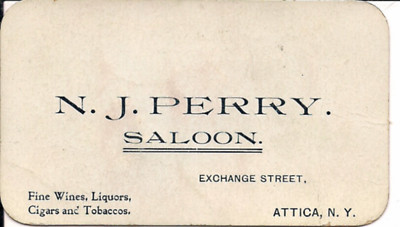 N. J. PERRY.
SALOON.
EXCHANGE STREET,
Fine Wines, Liquors,
Cigars and Tobaccos.
ATTICA, N. Y.